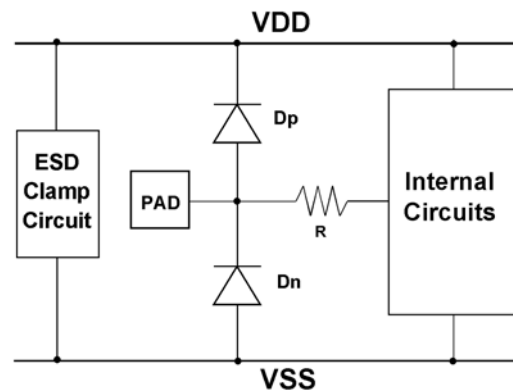 VDD
Dp
ESD
Clamp
Circuit
PAD
R
Internal
Circuits
Dn
VSS